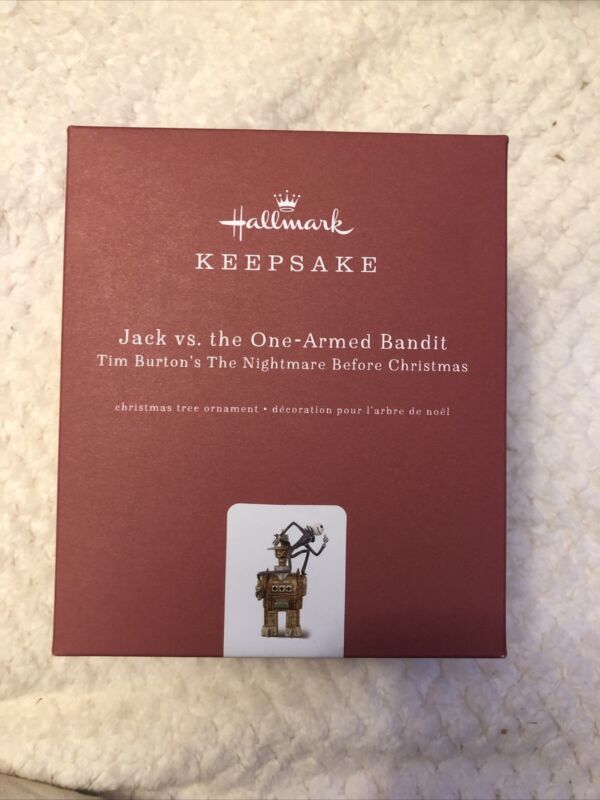 Hallmark
KEEPSAKE
Jack vs. the One-Armed Bandit
Tim Burton's The Nightmare Before Christmas
christmas tree ornament • décoration pour l'arbre de noël